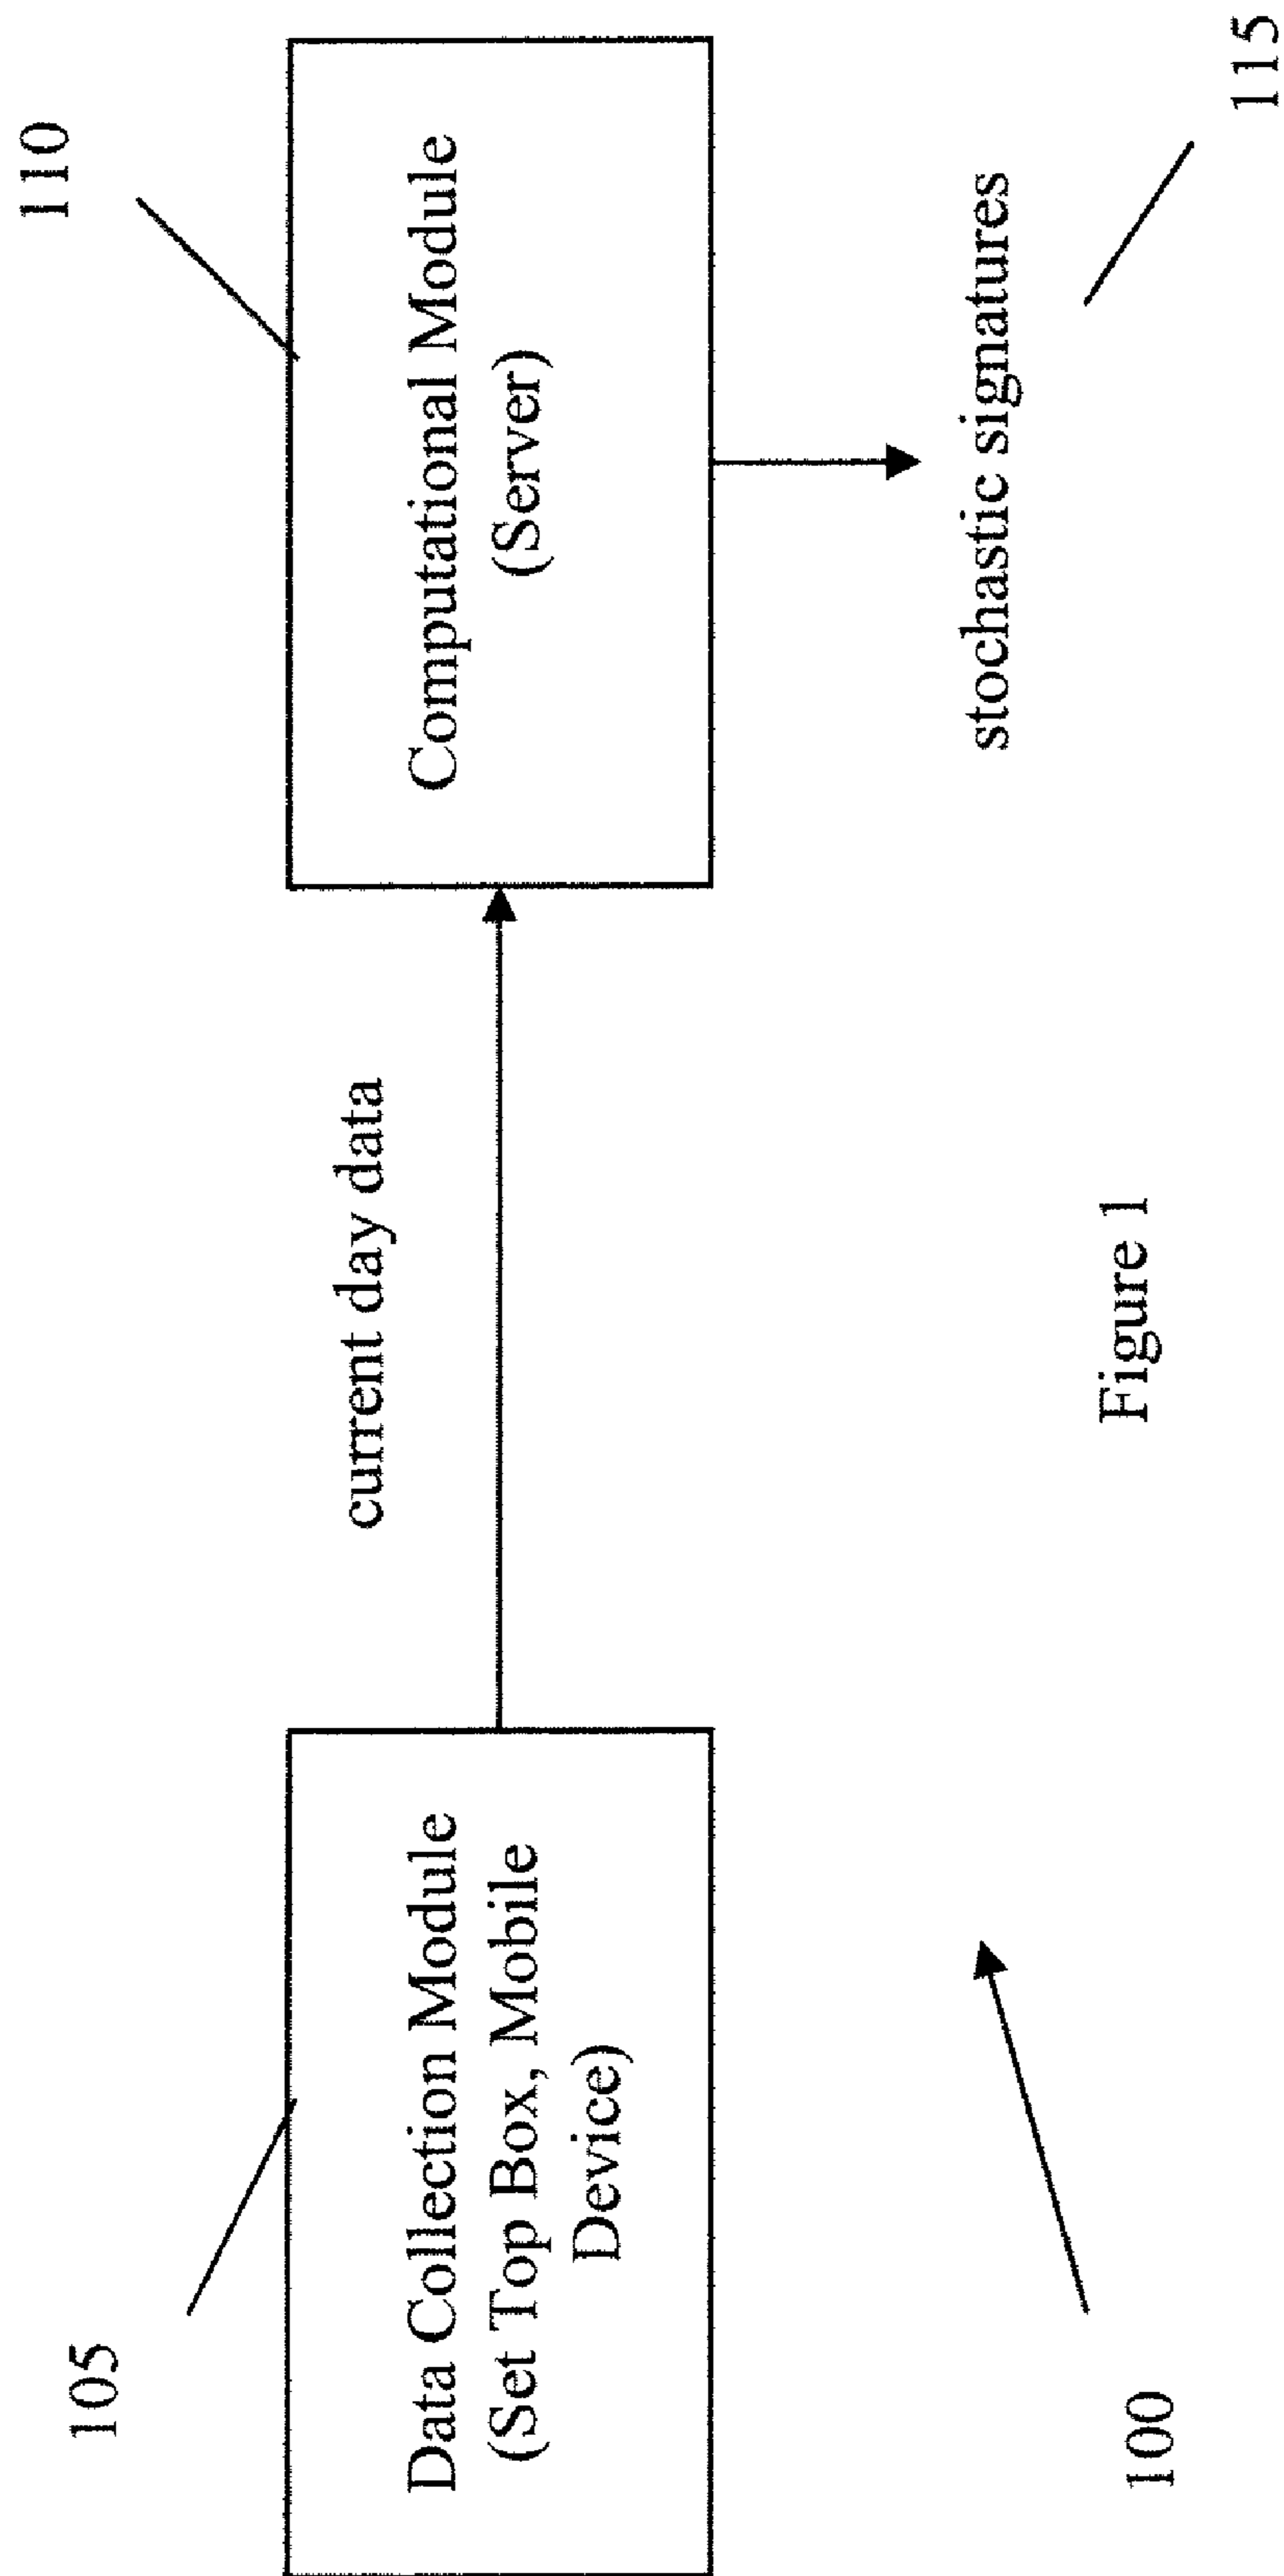 105
110
current day data
Data Collection Module
(Set Top Box, Mobile
Device)
Computational Module
(Server)
stochastic signatures
100
115
Figure 1